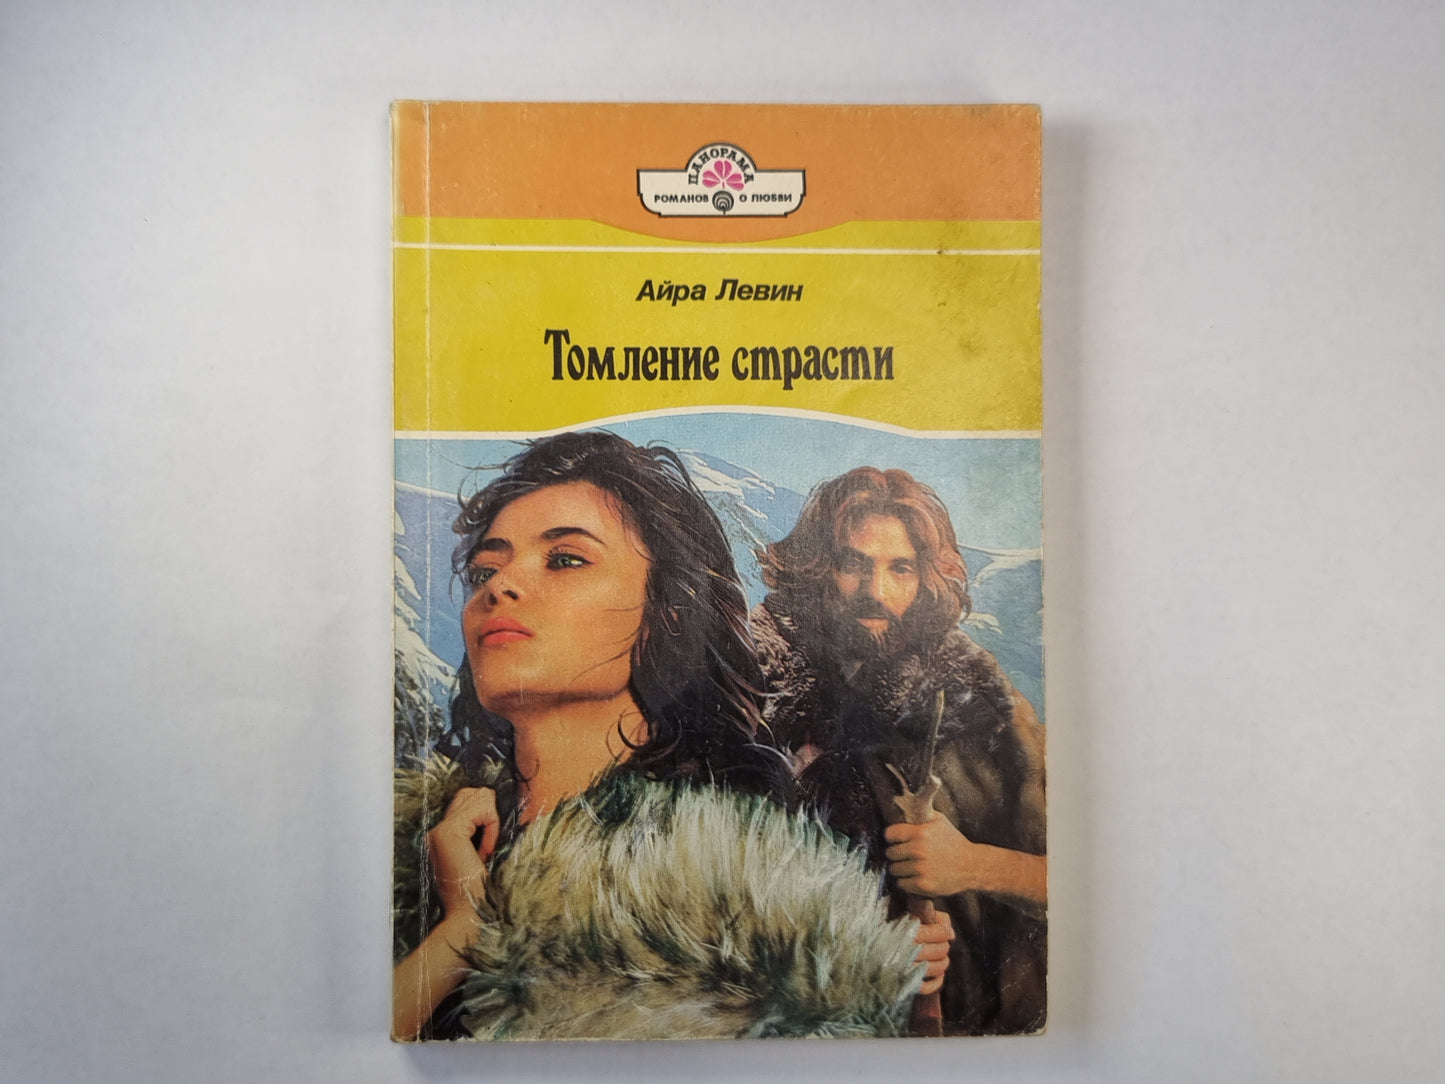 ПАНОРАМА
РОМАНОВ О ЛЮБВИ
Айра Левин
Томление страсти